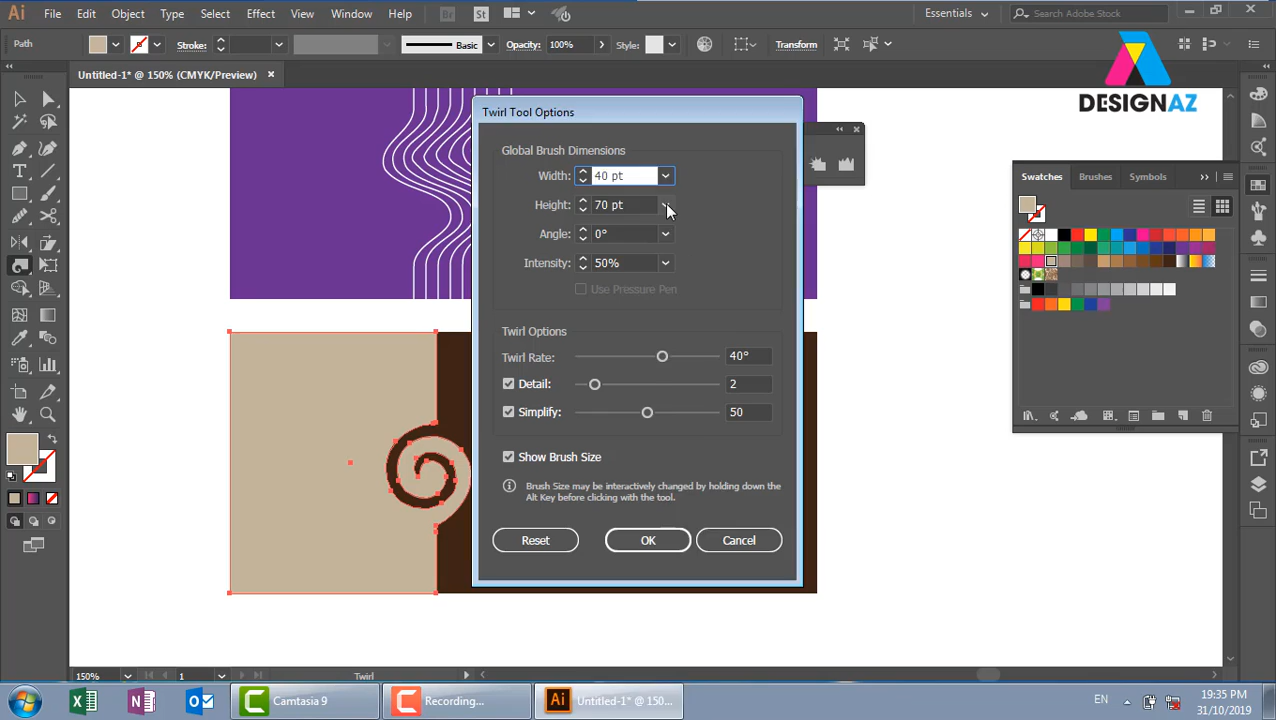 Ai File Edit Object Type Select Effect View Window Help Br St Essentials Search Adobe Stock
Path Stroke: Basic Opacity: 100% Style: Transform
Untitled-1* @ 150% (CMYK/Preview)
DESIGNAZ
Twirl Tool Options
Global Brush Dimensions
Width: 40 pt
Height: 70 pt
Angle: 0°
Intensity: 50%
Use Pressure Pen
Twirl Options
Twirl Rate: 40°
Detail: 2
Simplify: 50
Show Brush Size
Brush Size may be interactively changed by holding down the
Alt Key before clicking with the tool.
Reset OK Cancel
Swatches Brushes Symbols
150% 1 Twirl
Camtasia 9 Recording... Ai Untitled-1* @ 150... EN 19:35 PM
31/10/2019